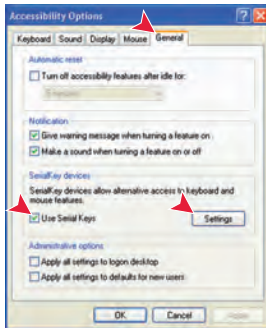 Accessibility Options
Keyboard Sound Display Mouse General
Automatic reset
Turn off accessibility features after idle for:
5 minutes
Notification
Give warning message when turning a feature on
Make a sound when turning a feature on or off
SerialKey devices
SerialKey devices allow alternative access to keyboard and
mouse features.
Use Serial Keys
Settings
Administrative options
Apply all settings to logon desktop
Apply all settings to defaults for new users
OK Cancel Apply